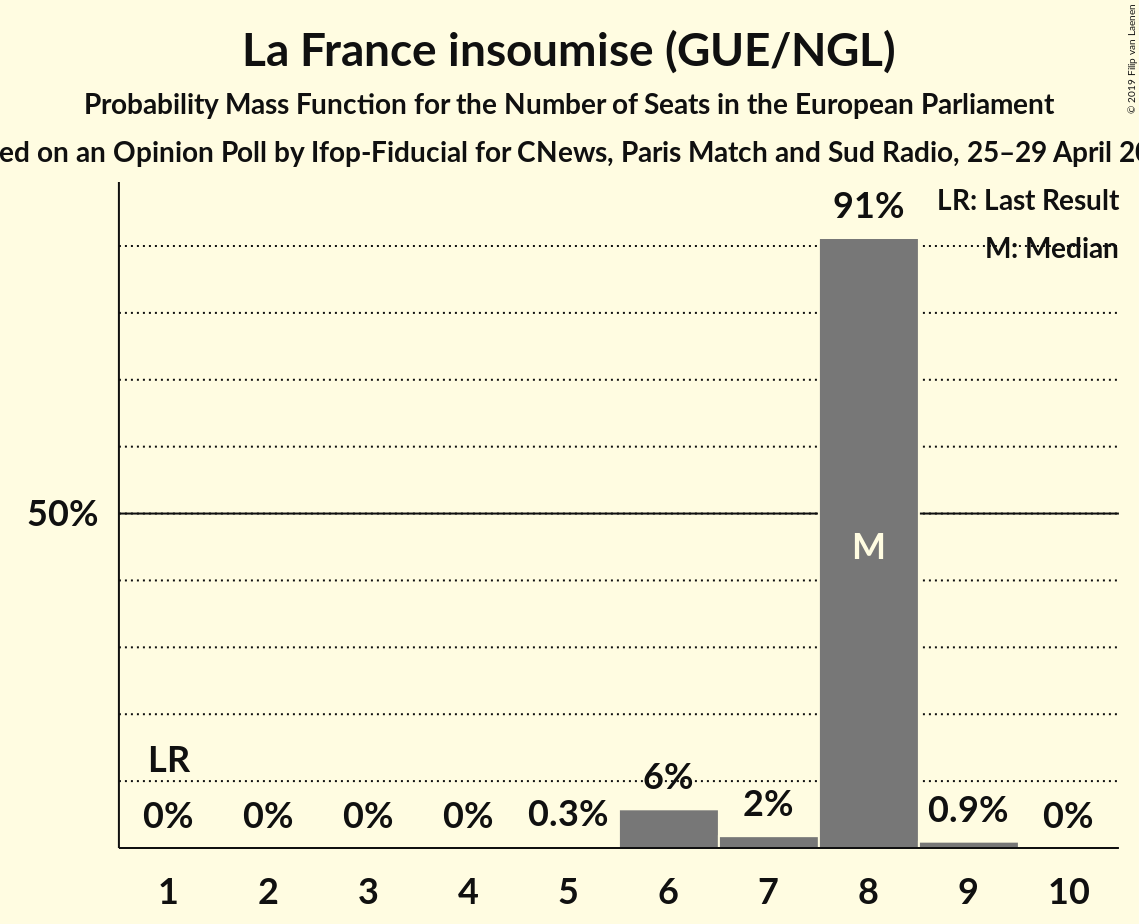 La France insoumise (GUE/NGL)
Probability Mass Function for the Number of Seats in the European Parliament
ed on an Opinion Poll by Ifop-Fiducial for CNews, Paris Match and Sud Radio, 25–29 April 20
© 2019 Filip van Laenen
LR: Last Result
M: Median
91%
50%
M
LR
0% 0% 0% 0% 0.3% 6% 2% 0.9% 0%
1 2 3 4 5 6 7 8 9 10